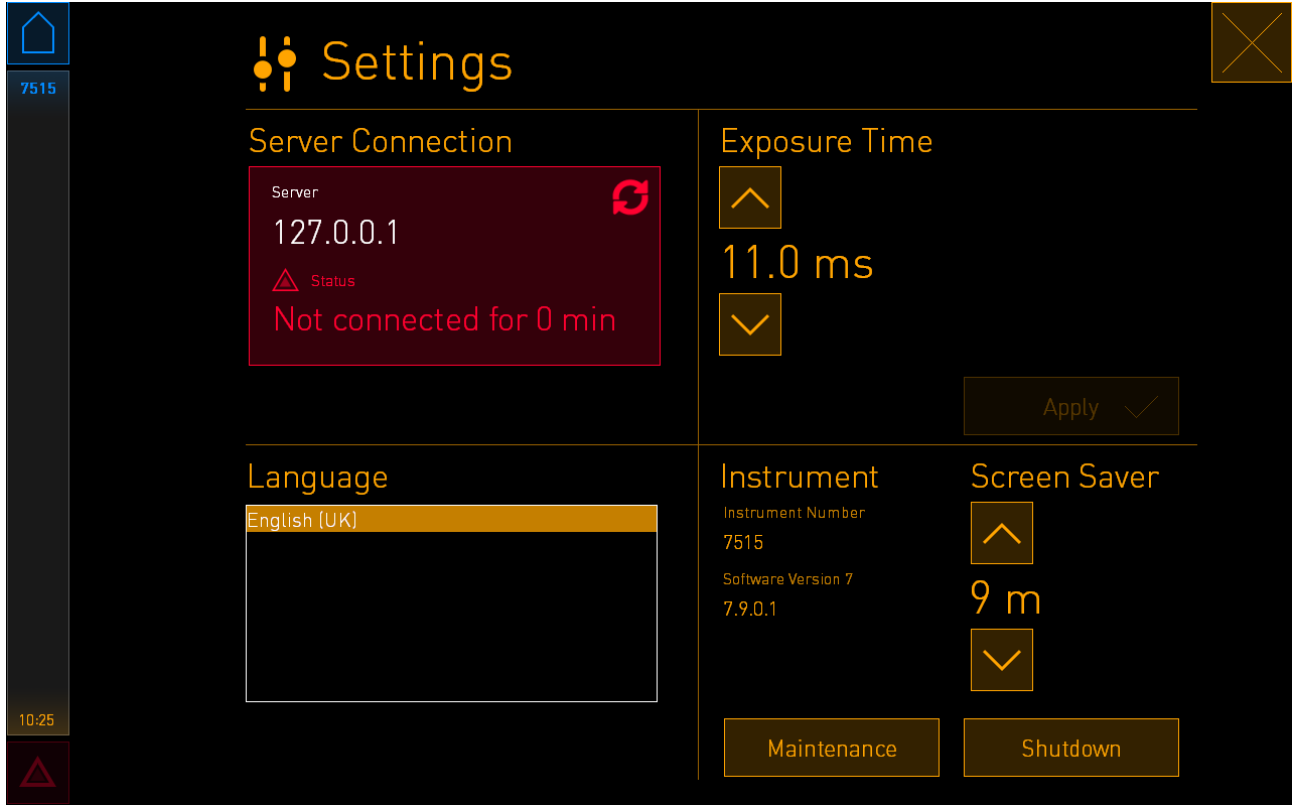 7515
Settings
Server Connection
Server
127.0.0.1
Status
Not connected for 0 min
Exposure Time
11.0 ms
Apply
Language
English (UK)
Instrument
Instrument Number
7515
Software Version 7
7.9.0.1
Screen Saver
9 m
Maintenance
Shutdown
10:25